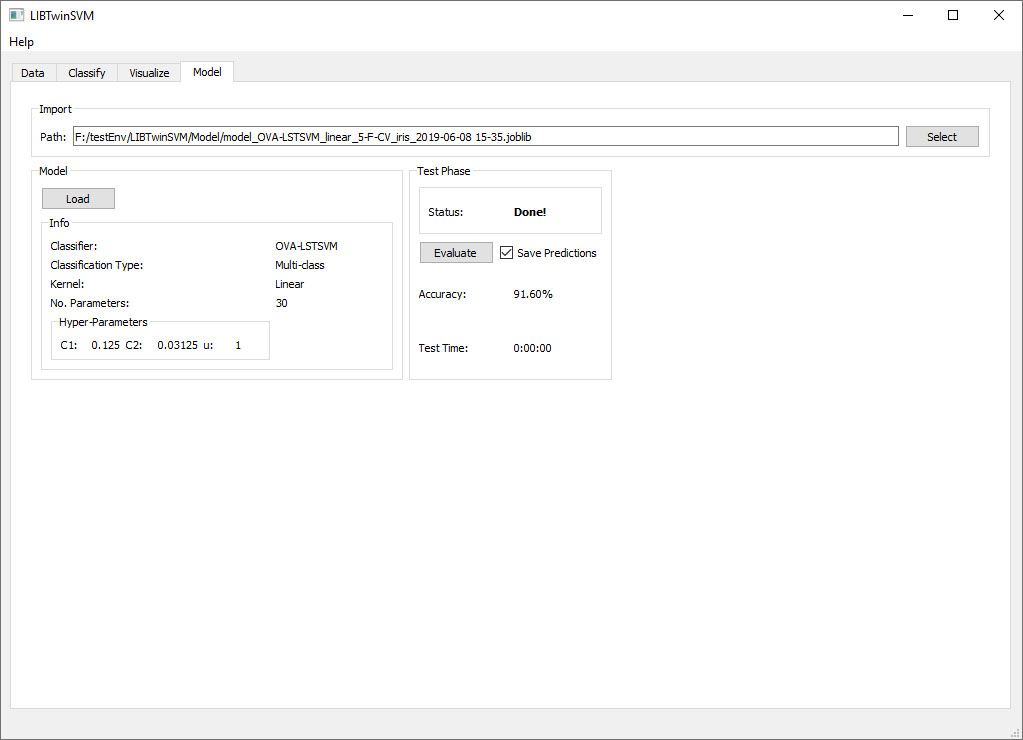 LIBTwinSVM
Help
Data Classify Visualize Model
Import
Path: F:/testEnv/LIBTwinSVM/Model/model_OVA-LSTSVM_linear_5-F-CV_iris_2019-06-08 15-35.joblib Select
Model
Load
Info
Classifier: OVA-LSTSVM
Classification Type: Multi-class
Kernel: Linear
No. Parameters: 30
Hyper-Parameters
C1: 0.125 C2: 0.03125 u: 1
Test Phase
Status: Done!
Evaluate Save Predictions
Accuracy: 91.60%
Test Time: 0:00:00